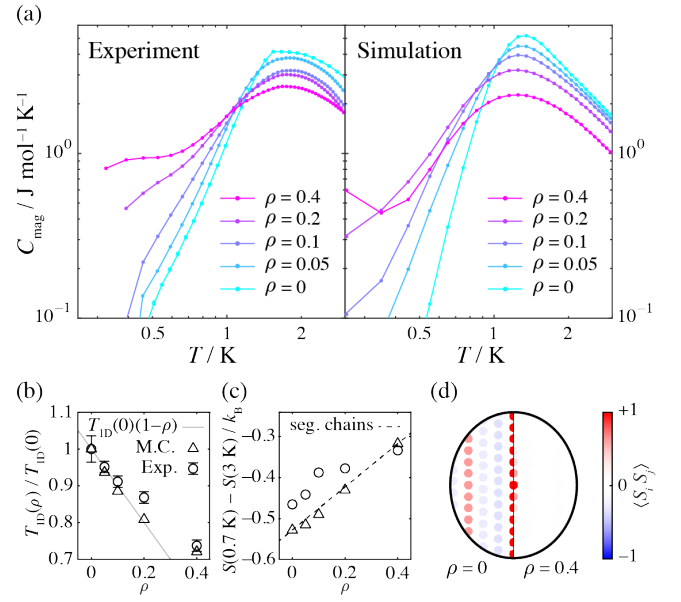 (a)
Experiment
Simulation
C_mag / J mol⁻¹ K⁻¹
10⁰
10⁻¹
10⁰
10⁻¹
ρ = 0.4
ρ = 0.2
ρ = 0.1
ρ = 0.05
ρ = 0
ρ = 0.4
ρ = 0.2
ρ = 0.1
ρ = 0.05
ρ = 0
0.5 1 2
0.5 1 2 3
T / K
T / K
(b)
T_1D(ρ) / T_1D(0)
1.1
1
0.9
0.8
0.7
T_1D(0)(1−ρ)
M.C.
Exp.
0 0.2 0.4
ρ
(c)
S(0.7 K) − S(3 K) / k_B
−0.3
−0.4
−0.5
−0.6
seg. chains
0 0.2 0.4
ρ
(d)
ρ = 0
ρ = 0.4
+1
0
−1
⟨S_i S_j⟩